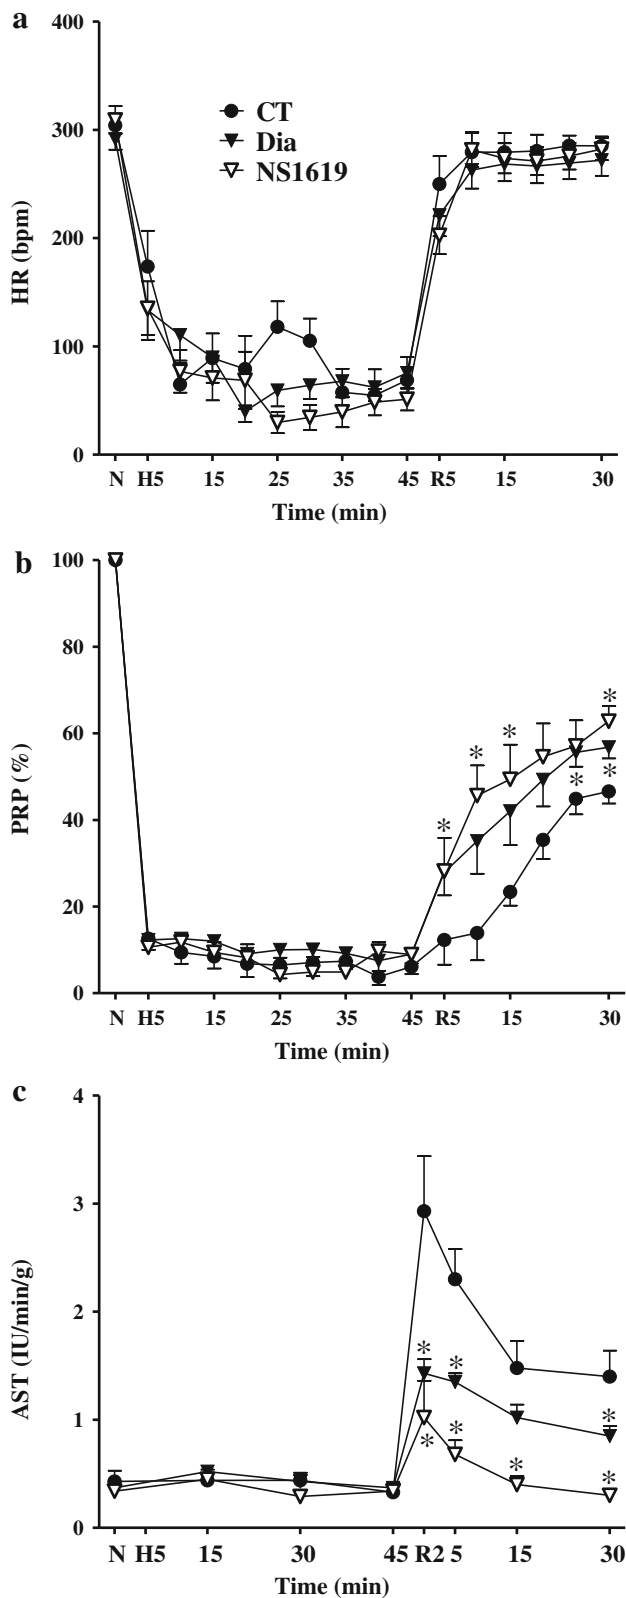 a
400
300
200
100
0
HR (bpm)
CT
Dia
NS1619
N H5 15 25 35 45 R5 15 30
Time (min)
b
100
80
60
40
20
0
PRP (%)
* * * * * *
N H5 15 25 35 45 R5 15 30
Time (min)
c
4
3
2
1
0
AST (IU/min/g)
* * *
* * * *
N H5 15 30 45 R2 5 15 30
Time (min)